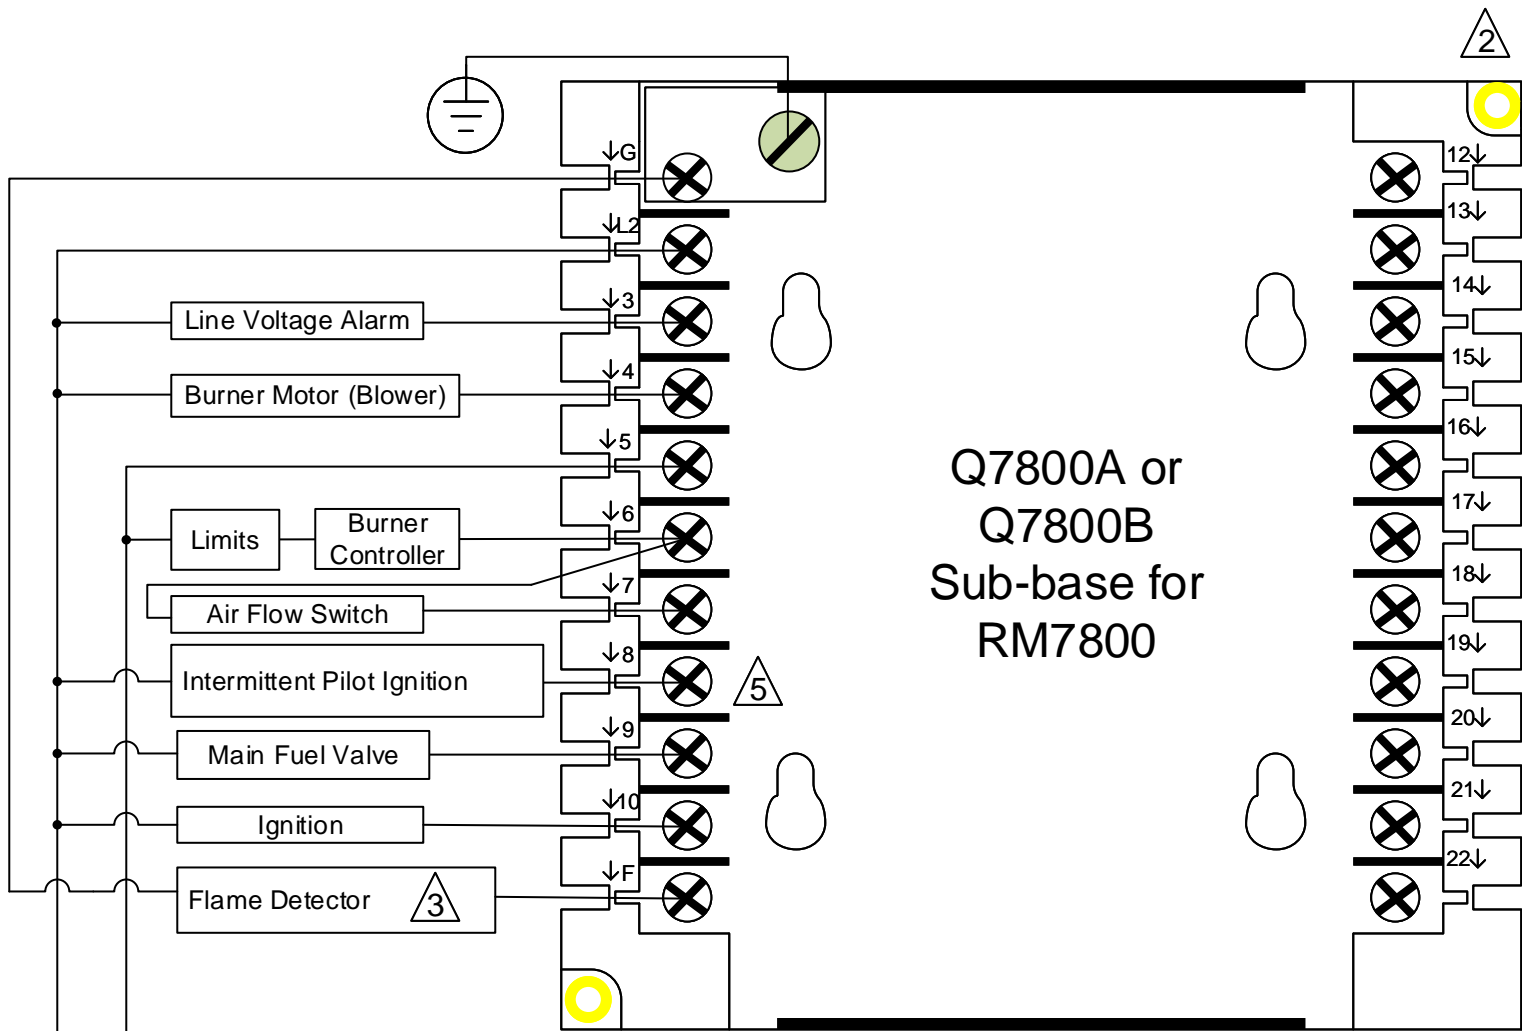 2
G
12
L2
13
3
14
Line Voltage Alarm
4
15
Burner Motor (Blower)
5
16
Q7800A or
Q7800B
Sub-base for
RM7800
6
17
Limits
Burner
Controller
7
18
Air Flow Switch
8
19
Intermittent Pilot Ignition
5
9
20
Main Fuel Valve
10
21
Ignition
F
22
Flame Detector
3